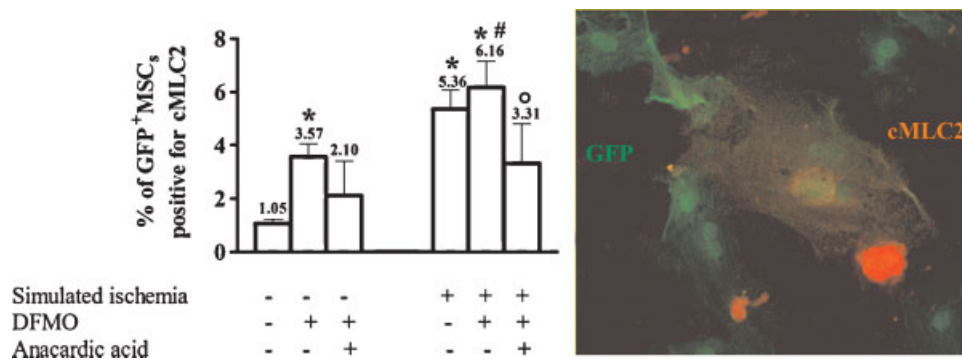 % of GFP+MSCs
positive for cMLC2
8
6
4
2
0
1.05
* 3.57
2.10
* 5.36
* # 6.16
° 3.31
Simulated ischemia - - - + + +
DFMO - + + - + +
Anacardic acid - - + - - +
GFP
cMLC2